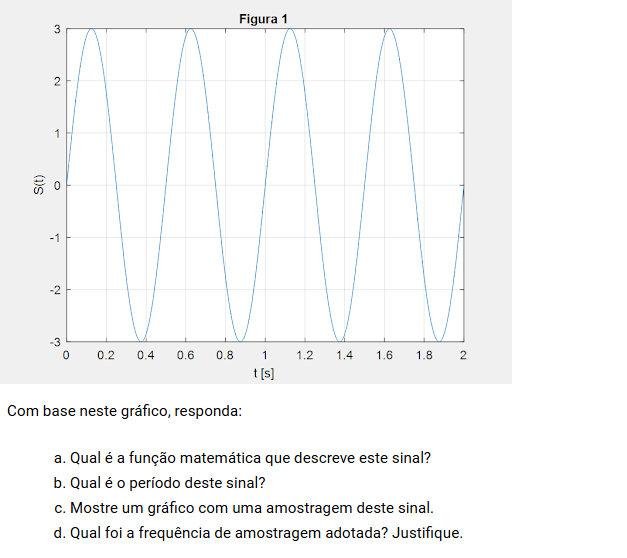 Figura 1
3
2
1
0
-1
-2
-3
S(t)
0 0.2 0.4 0.6 0.8 1 1.2 1.4 1.6 1.8 2
t [s]
Com base neste gráfico, responda:
a. Qual é a função matemática que descreve este sinal?
b. Qual é o período deste sinal?
c. Mostre um gráfico com uma amostragem deste sinal.
d. Qual foi a frequência de amostragem adotada? Justifique.